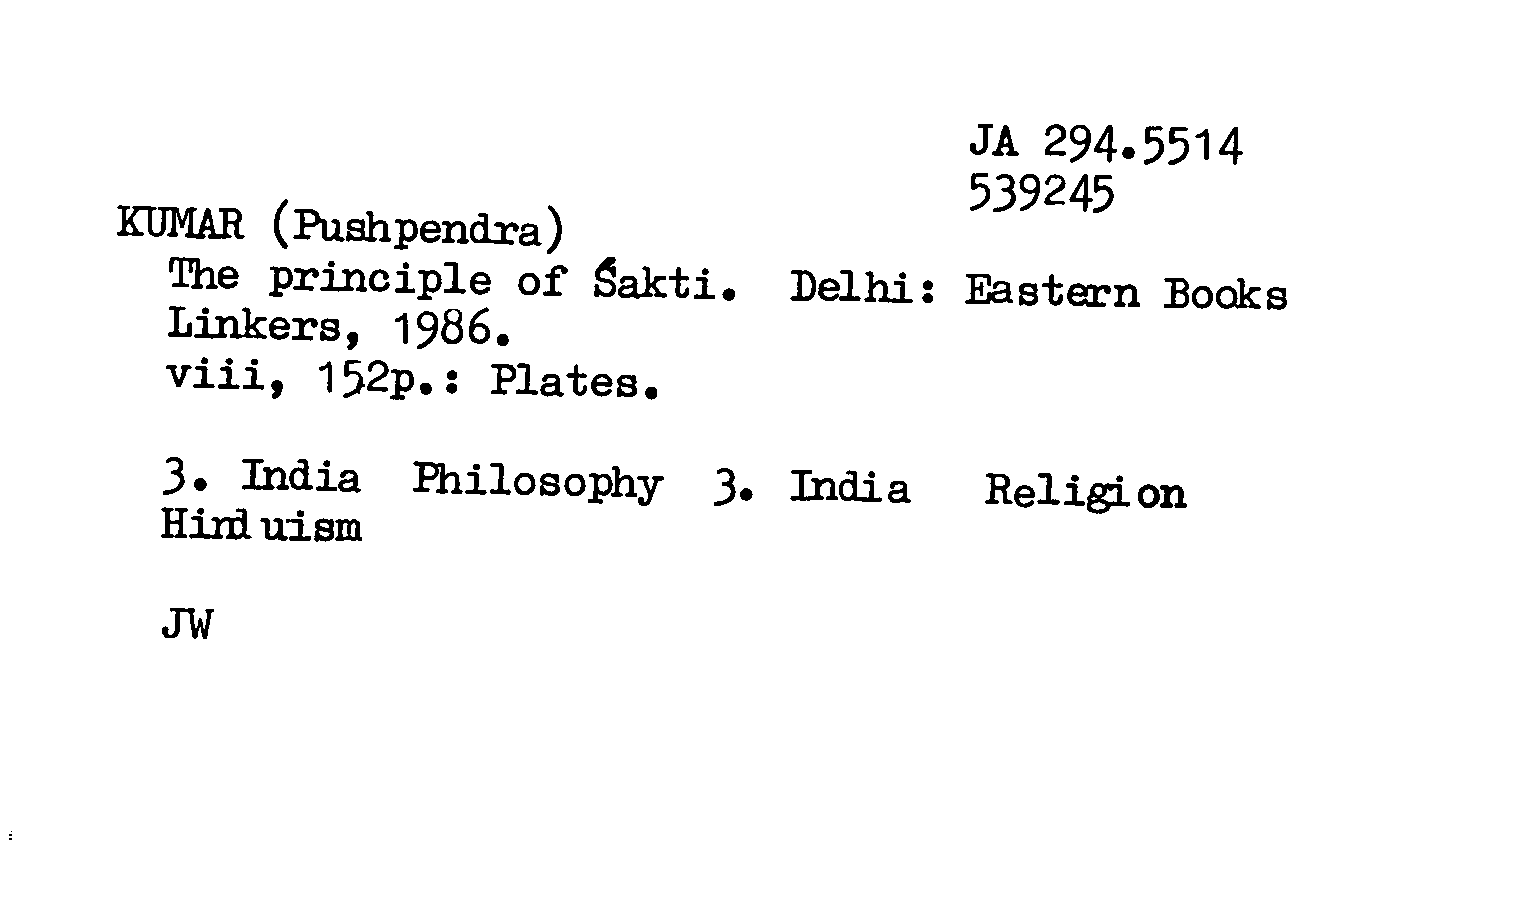 JA 294.5514
539245
KUMAR (Pushpendra)
The principle of Śakti. Delhi: Eastern Books
Linkers, 1986.
viii, 152p.: Plates.
3. India Philosophy 3. India Religion
Hinduism
JW